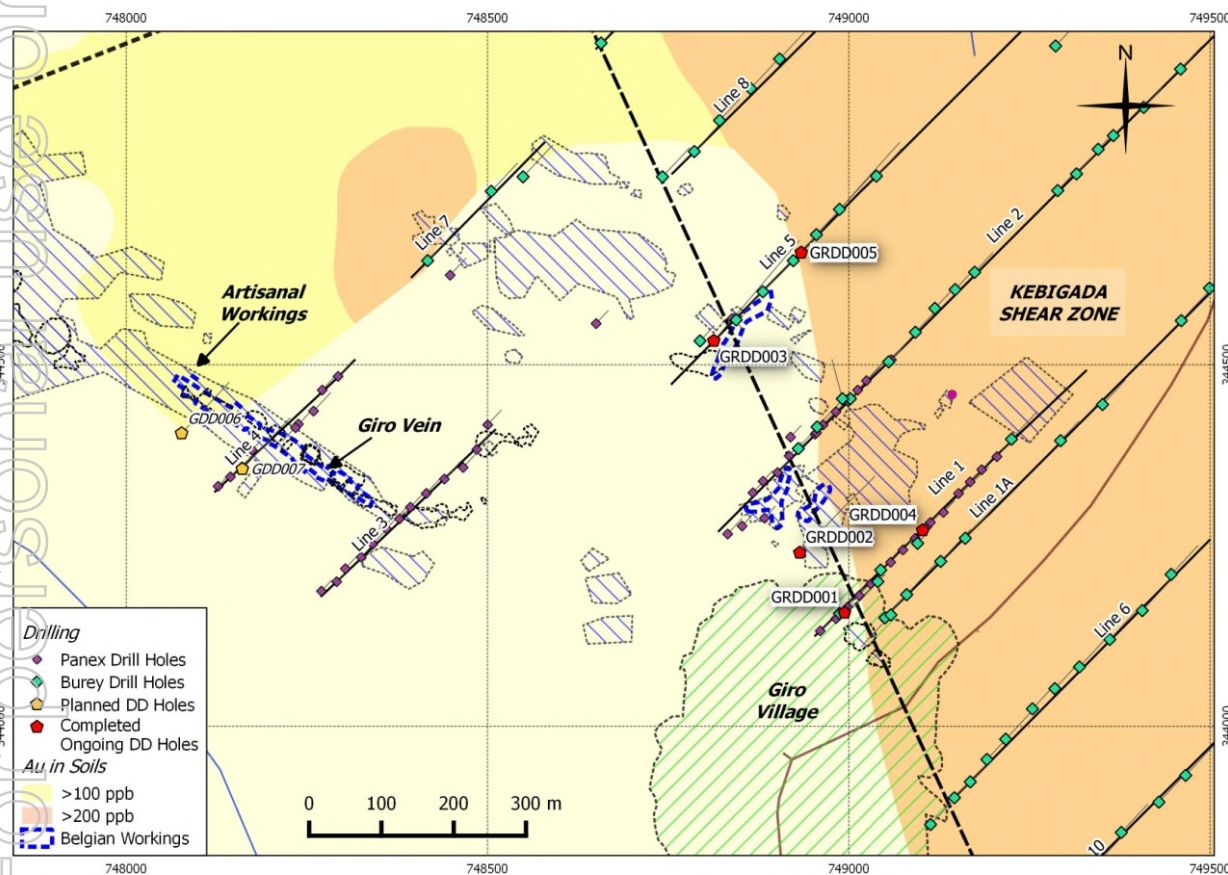 748000
748500
749000
749500
N
Line 8
Line 7
Line 5
Line 2
GRDD005
KEBIGADA
SHEAR ZONE
Artisanal
Workings
GRDD003
GDD006
Giro Vein
Line 4
GDD007
Line 3
Line 1
Line 1A
GRDD004
GRDD002
GRDD001
Line 6
Giro
Village
Drilling
Panex Drill Holes
Burey Drill Holes
Planned DD Holes
Completed
Ongoing DD Holes
Au in Soils
>100 ppb
>200 ppb
Belgian Workings
0 100 200 300 m
10
748000
748500
749000
749500